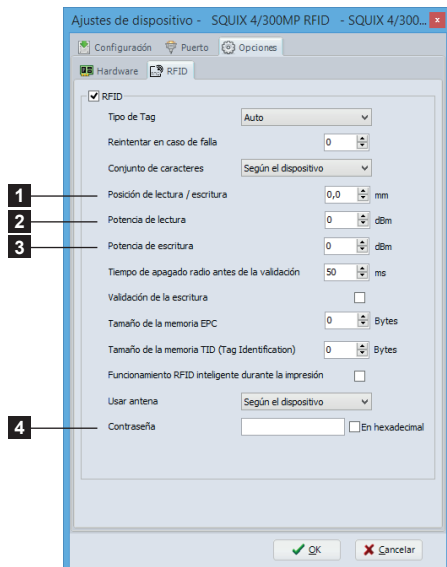 Ajustes de dispositivo - SQUIX 4/300MP RFID - SQUIX 4/300... x
Configuración Puerto Opciones
Hardware RFID
RFID
Tipo de Tag Auto
Reintentar en caso de falla 0
Conjunto de caracteres Según el dispositivo
1 Posición de lectura / escritura 0,0 mm
2 Potencia de lectura 0 dBm
3 Potencia de escritura 0 dBm
Tiempo de apagado radio antes de la validación 50 ms
Validación de la escritura
Tamaño de la memoria EPC 0 Bytes
Tamaño de la memoria TID (Tag Identification) 0 Bytes
Funcionamiento RFID inteligente durante la impresión
Usar antena Según el dispositivo
4 Contraseña En hexadecimal
OK Cancelar